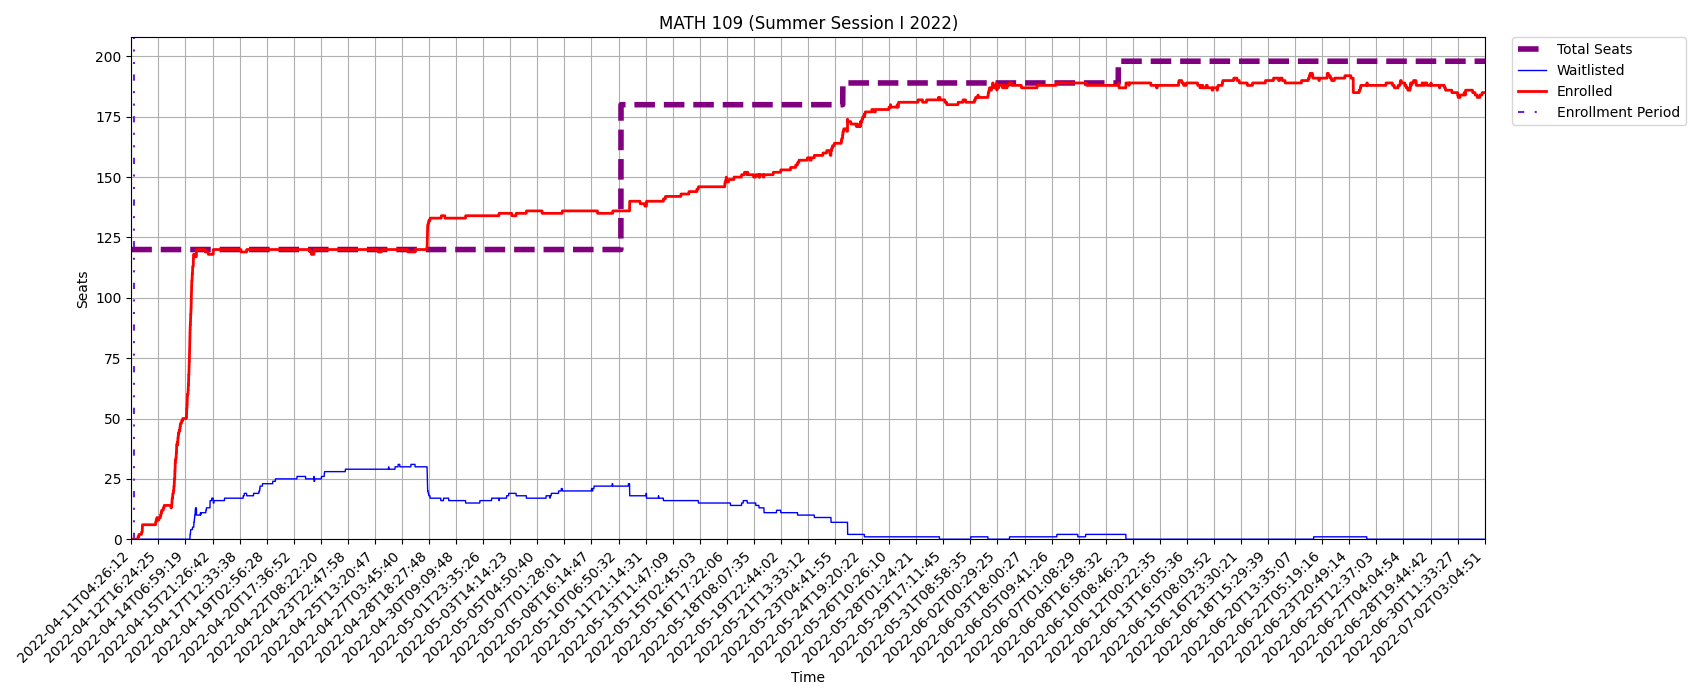 MATH 109 (Summer Session I 2022)
Total Seats
Waitlisted
Enrolled
Enrollment Period
Seats
200
175
150
125
100
75
50
25
0
2022-04-11T04:26:12
2022-04-12T16:24:25
2022-04-14T06:59:19
2022-04-15T21:26:42
2022-04-17T12:33:38
2022-04-19T02:56:28
2022-04-20T17:36:52
2022-04-22T08:22:20
2022-04-23T22:47:58
2022-04-25T13:20:47
2022-04-27T03:45:40
2022-04-28T18:27:48
2022-04-30T09:09:48
2022-05-01T23:35:26
2022-05-03T14:14:23
2022-05-05T04:50:40
2022-05-07T01:28:01
2022-05-08T16:14:47
2022-05-10T06:50:32
2022-05-11T21:14:31
2022-05-13T11:47:09
2022-05-15T02:45:03
2022-05-16T17:22:06
2022-05-18T08:07:35
2022-05-19T22:44:02
2022-05-21T13:33:12
2022-05-23T04:41:55
2022-05-24T19:20:22
2022-05-26T10:26:10
2022-05-28T01:24:21
2022-05-29T17:11:45
2022-05-31T08:58:35
2022-06-02T00:29:25
2022-06-03T18:00:27
2022-06-05T09:41:26
2022-06-07T01:08:29
2022-06-08T16:58:32
2022-06-10T08:46:23
2022-06-12T00:22:35
2022-06-13T16:05:36
2022-06-15T08:03:52
2022-06-16T23:30:21
2022-06-18T15:29:39
2022-06-20T13:35:07
2022-06-22T05:19:16
2022-06-23T20:49:14
2022-06-25T12:37:03
2022-06-27T04:04:54
2022-06-28T19:44:42
2022-06-30T11:33:27
2022-07-02T03:04:51
Time